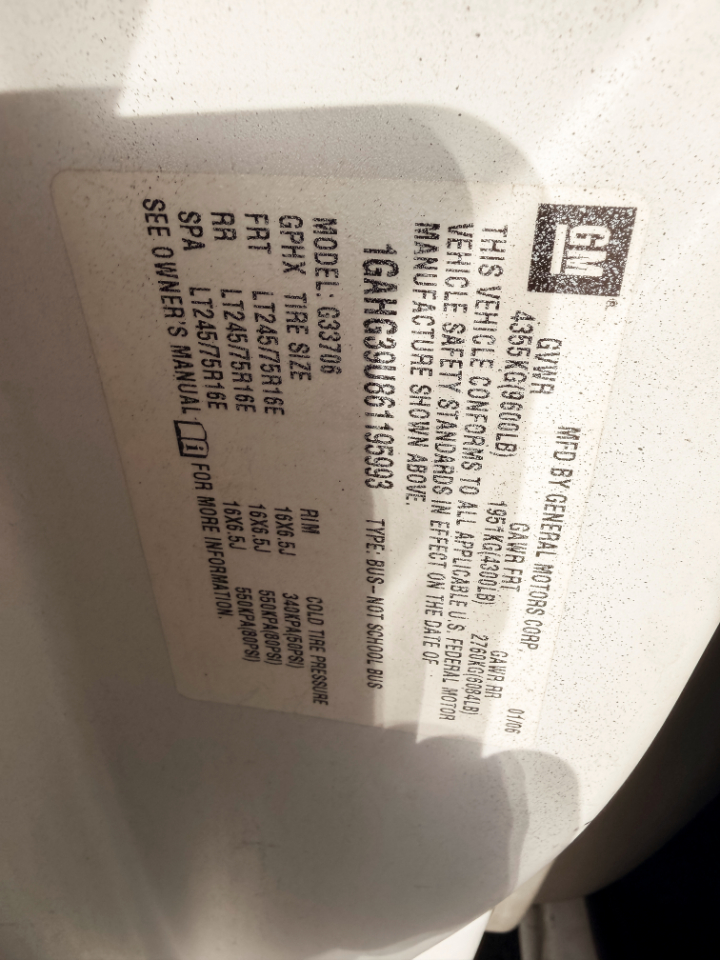 GM®
MFD BY GENERAL MOTORS CORP.
GVWR GAWR FRT GAWR RR 01/06
4355KG(9600LB) 1951KG(4300LB) 2760KG(6084LB)
THIS VEHICLE CONFORMS TO ALL APPLICABLE U.S. FEDERAL MOTOR
VEHICLE SAFETY STANDARDS IN EFFECT ON THE DATE OF
MANUFACTURE SHOWN ABOVE.
1GAHG39U861195993 TYPE: BUS-NOT SCHOOL BUS
MODEL: G33706
GPHX TIRE SIZE RIM COLD TIRE PRESSURE
FRT LT245/75R16E 16X6.5J 340KPA(50PSI)
RR LT245/75R16E 16X6.5J 550KPA(80PSI)
SPA LT245/75R16E 16X6.5J 550KPA(80PSI)
SEE OWNER'S MANUAL FOR MORE INFORMATION.